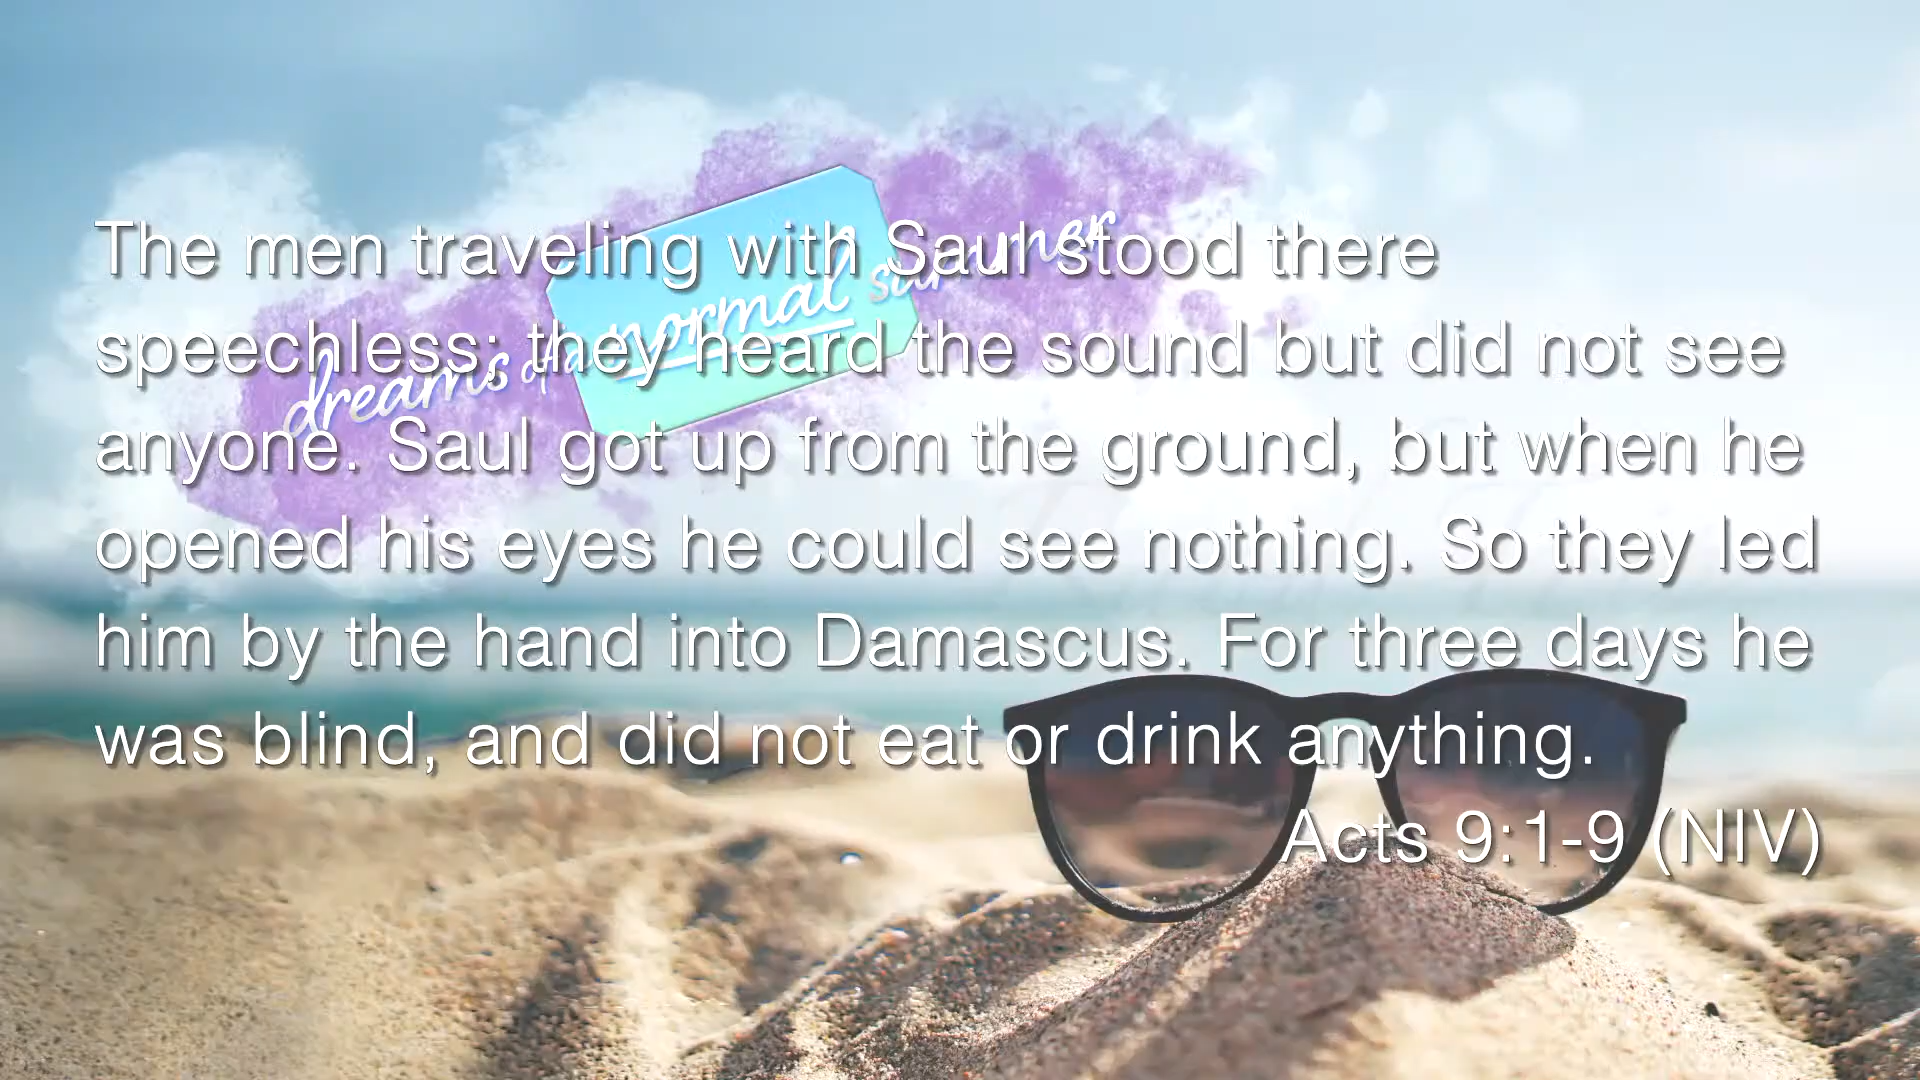 The men traveling with Saul stood there
speechless; they heard the sound but did not see
anyone. Saul got up from the ground, but when he
opened his eyes he could see nothing. So they led
him by the hand into Damascus. For three days he
was blind, and did not eat or drink anything.
Acts 9:1-9 (NIV)
dreams of a normal summer